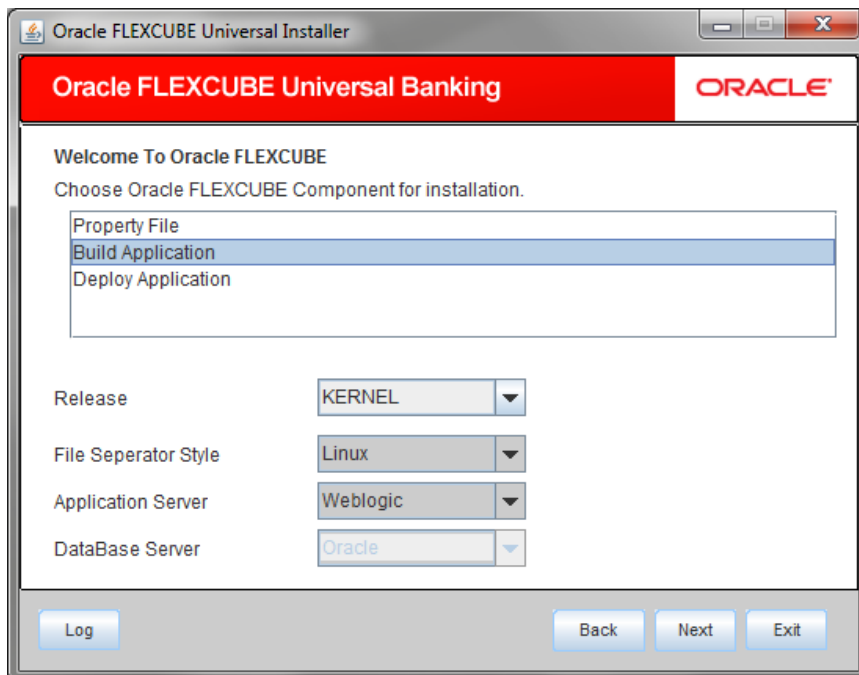 Oracle FLEXCUBE Universal Installer
Oracle FLEXCUBE Universal Banking
ORACLE
Welcome To Oracle FLEXCUBE
Choose Oracle FLEXCUBE Component for installation.
Property File
Build Application
Deploy Application
Release KERNEL
File Seperator Style Linux
Application Server Weblogic
DataBase Server Oracle
Log Back Next Exit